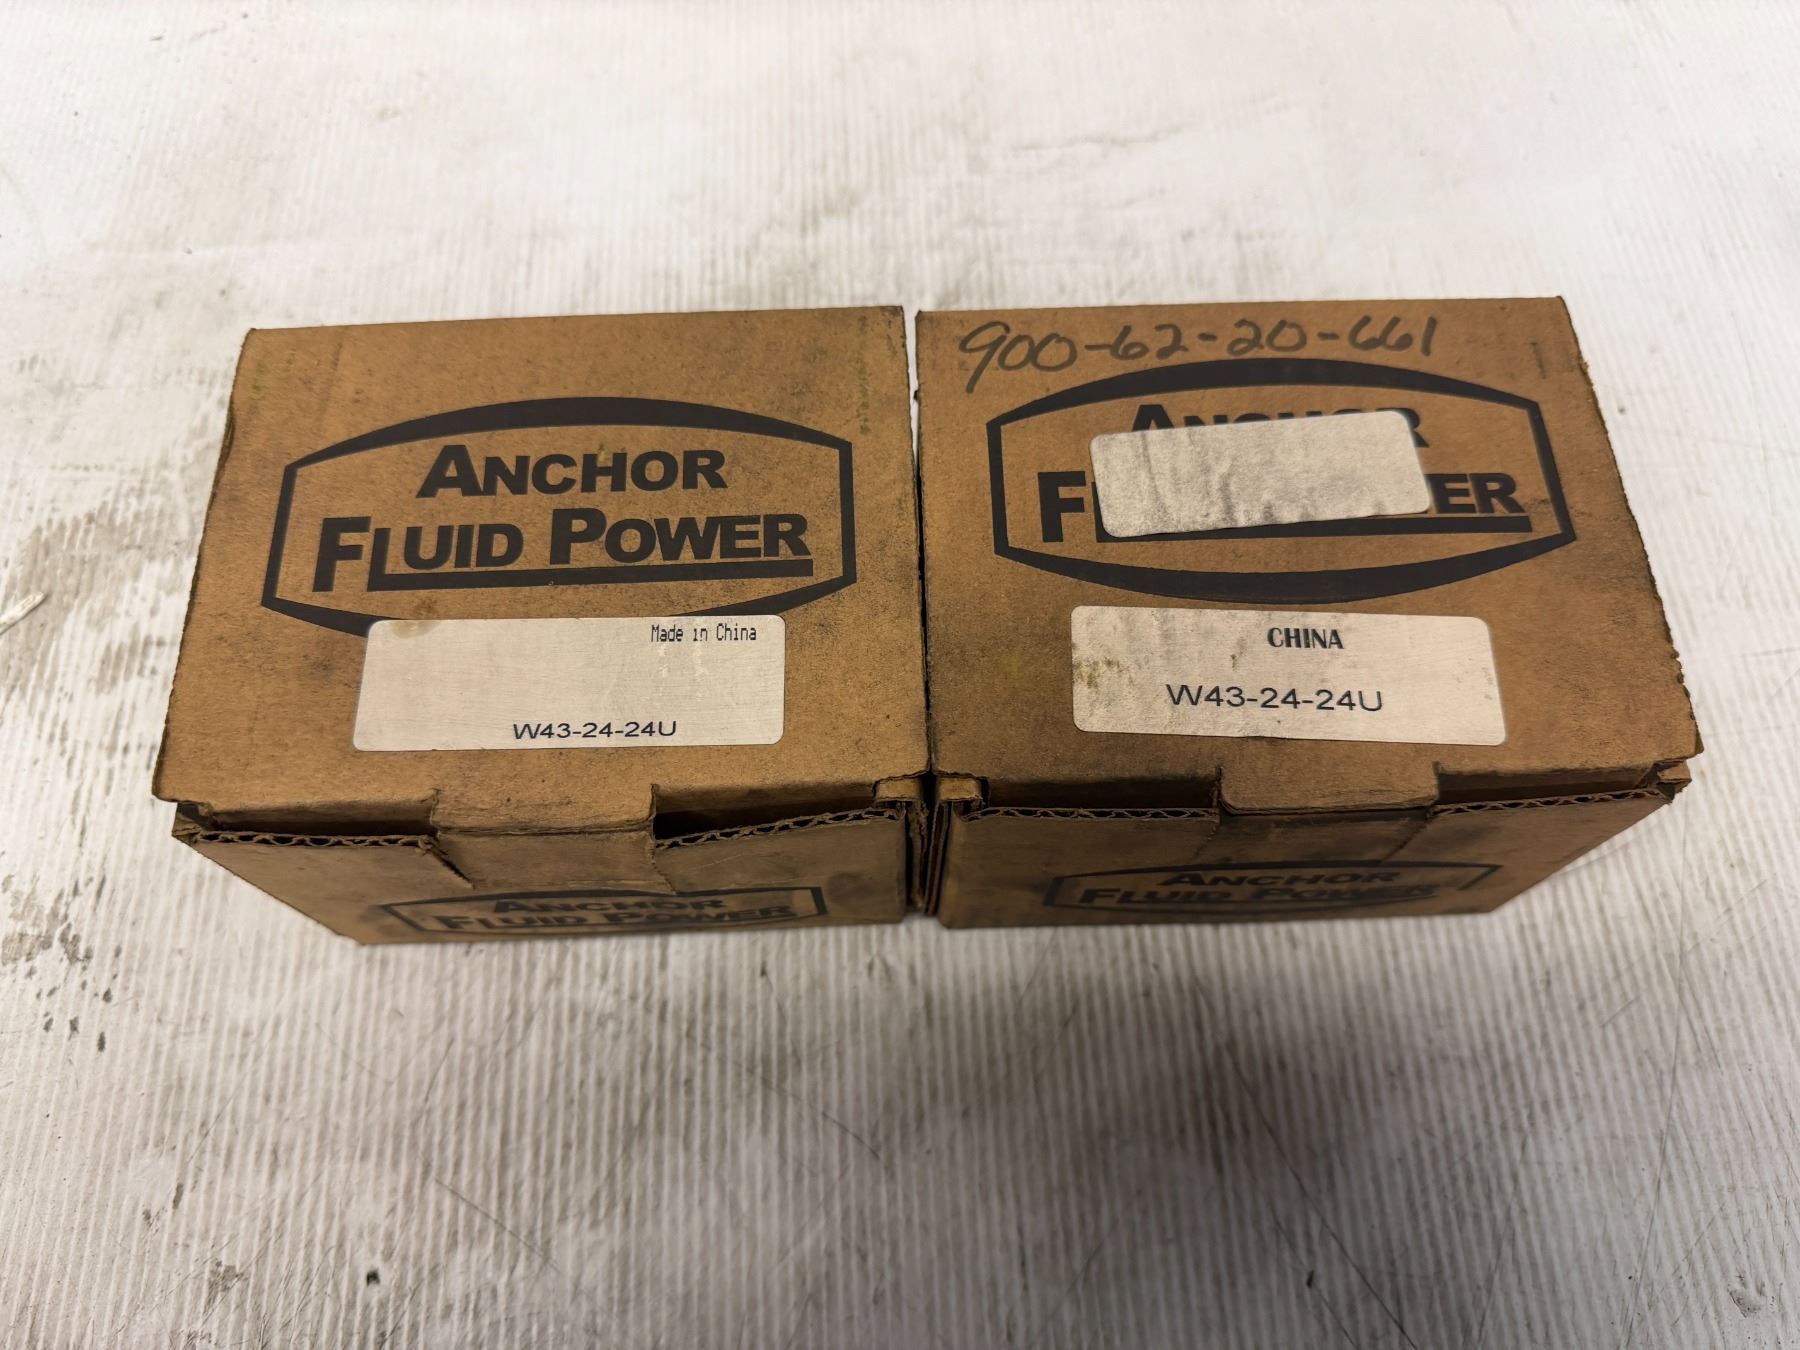 ANCHOR
FLUID POWER
Made in China
W43-24-24U
ANCHOR
FLUID POWER
900-62-20-661
CHINA
W43-24-24U
ANCHOR
FLUID POWER